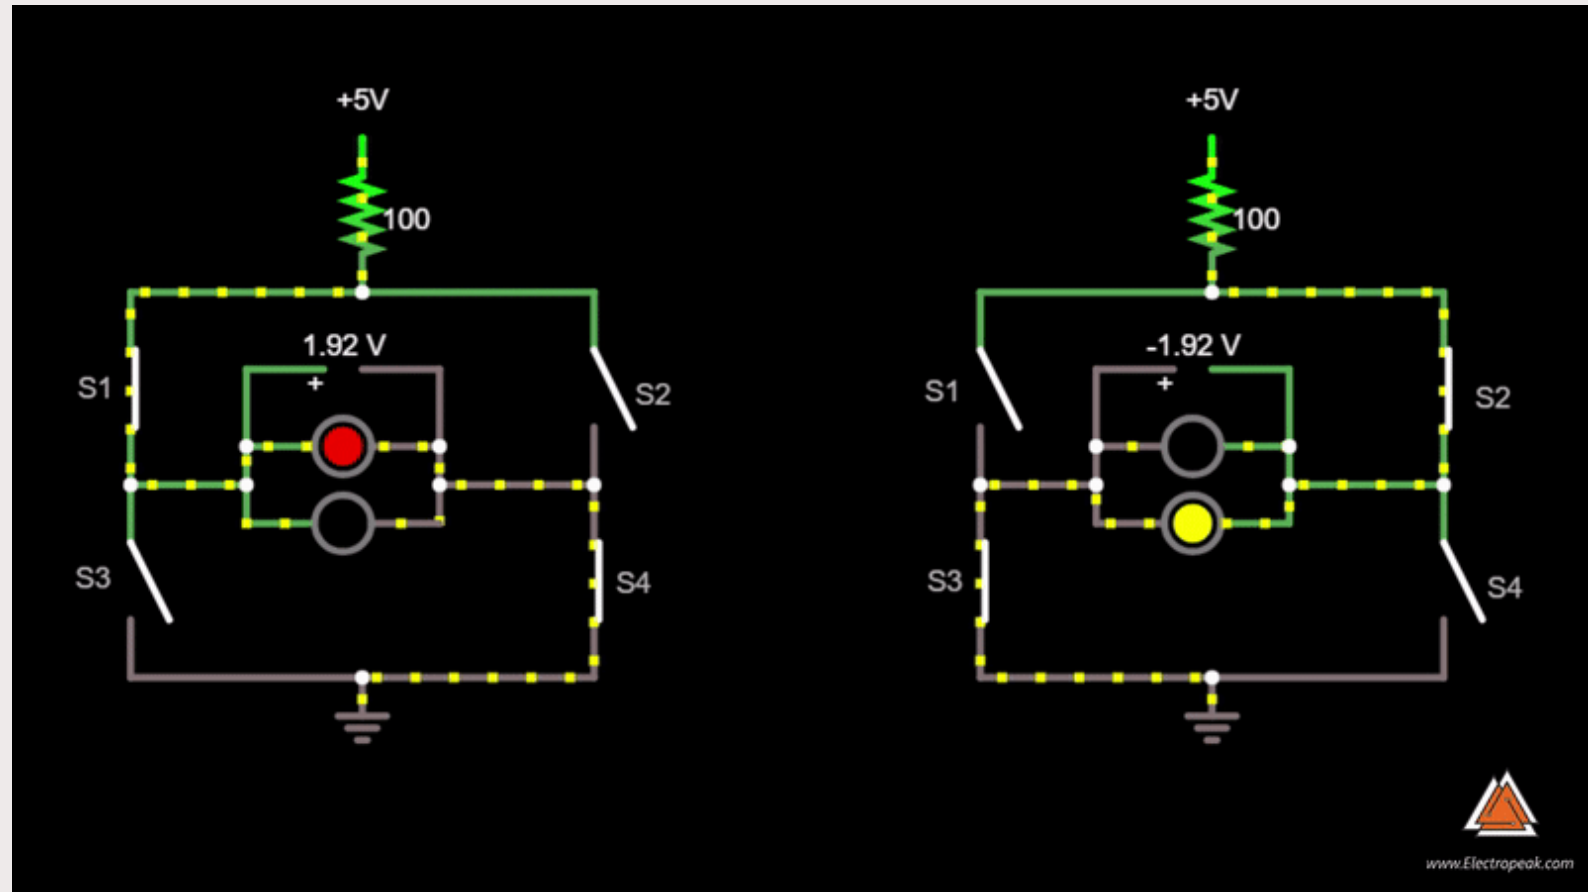 +5V
100
1.92 V
+
S1
S2
S3
S4
+5V
100
-1.92 V
+
S1
S2
S3
S4
www.Electropeak.com